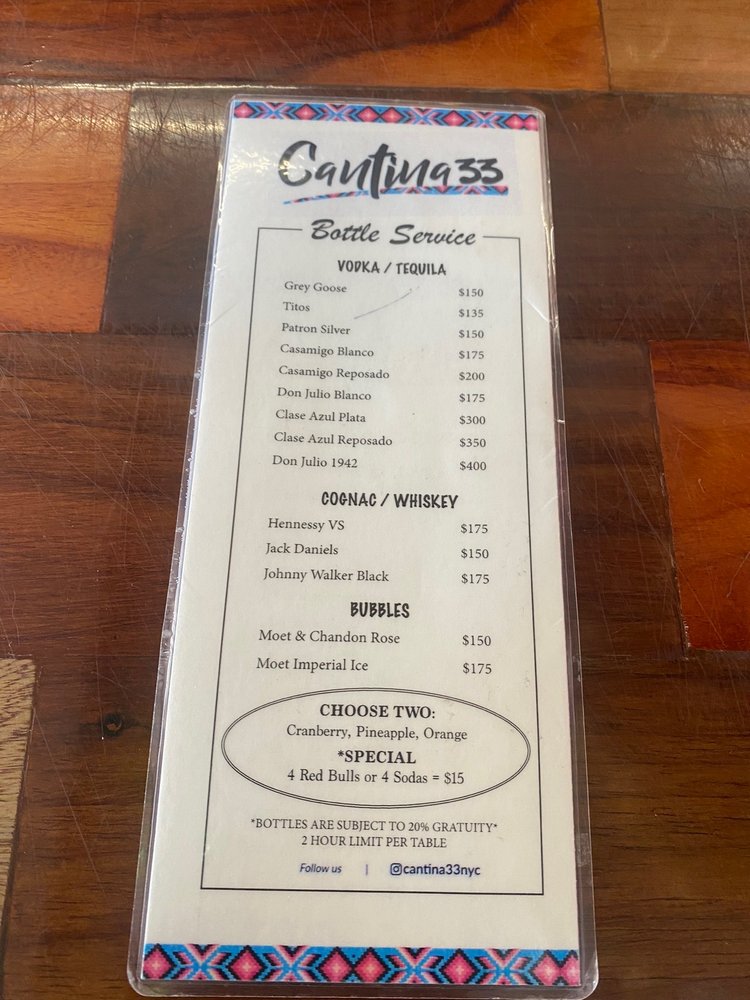 Cantina33
Bottle Service
VODKA / TEQUILA
Grey Goose $150
Titos $135
Patron Silver $150
Casamigo Blanco $175
Casamigo Reposado $200
Don Julio Blanco $175
Clase Azul Plata $300
Clase Azul Reposado $350
Don Julio 1942 $400
COGNAC / WHISKEY
Hennessy VS $175
Jack Daniels $150
Johnny Walker Black $175
BUBBLES
Moet & Chandon Rose $150
Moet Imperial Ice $175
CHOOSE TWO:
Cranberry, Pineapple, Orange
*SPECIAL
4 Red Bulls or 4 Sodas = $15
*BOTTLES ARE SUBJECT TO 20% GRATUITY*
2 HOUR LIMIT PER TABLE
Follow us | @cantina33nyc